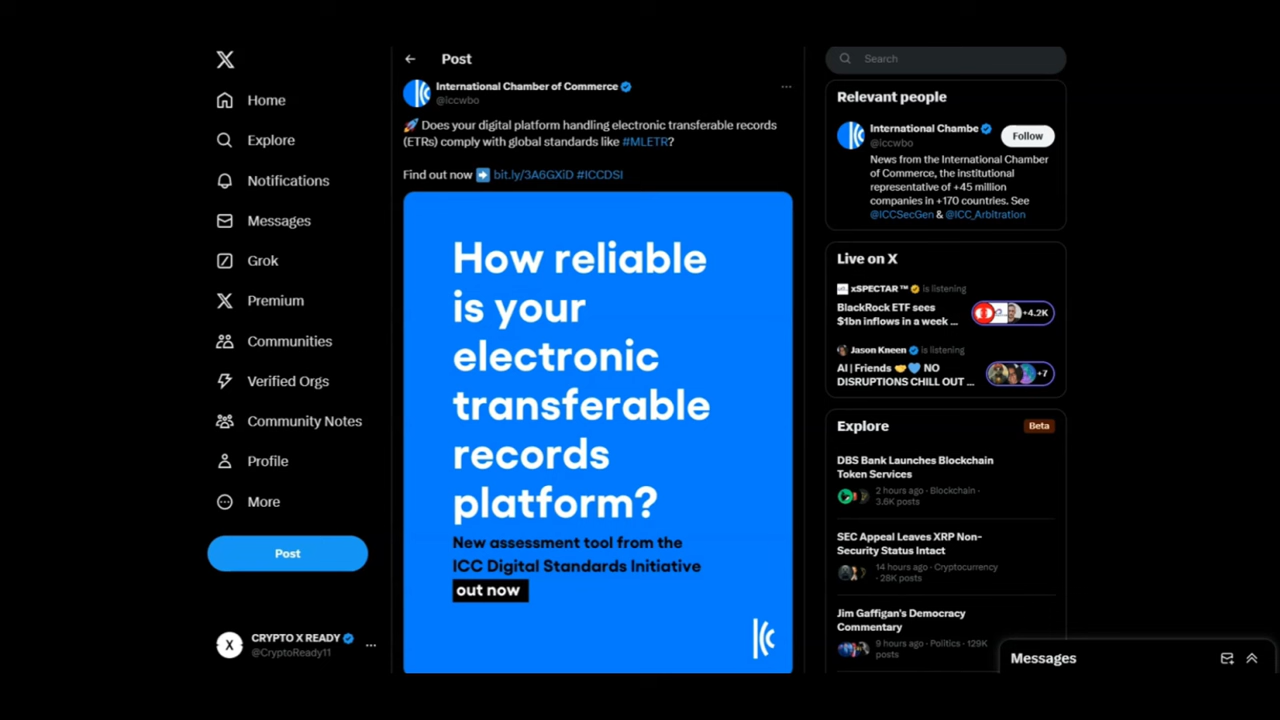 Home
Explore
Notifications
Messages
Grok
Premium
Communities
Verified Orgs
Community Notes
Profile
More
Post
CRYPTO X READY
@CryptoReady11
Post
International Chamber of Commerce
@iccwbo
🚀 Does your digital platform handling electronic transferable records
(ETRs) comply with global standards like #MLETR?
Find out now ➡️ bit.ly/3A6GXiD #ICCDSI
How reliable
is your
electronic
transferable
records
platform?
New assessment tool from the
ICC Digital Standards Initiative
out now
Search
Relevant people
International Chambe
@iccwbo
Follow
News from the International Chamber
of Commerce, the institutional
representative of +45 million
companies in +170 countries. See
@ICCSecGen & @ICC_Arbitration
Live on X
xSPECTAR ™ is listening
BlackRock ETF sees
$1bn inflows in a week ...
+4.2K
Jason Kneen is listening
AI | Friends 🤝💙 NO
DISRUPTIONS CHILL OUT ...
+7
Explore
Beta
DBS Bank Launches Blockchain
Token Services
2 hours ago · Blockchain ·
3.6K posts
SEC Appeal Leaves XRP Non-
Security Status Intact
14 hours ago · Cryptocurrency
· 28K posts
Jim Gaffigan's Democracy
Commentary
9 hours ago · Politics · 129K
posts
Messages